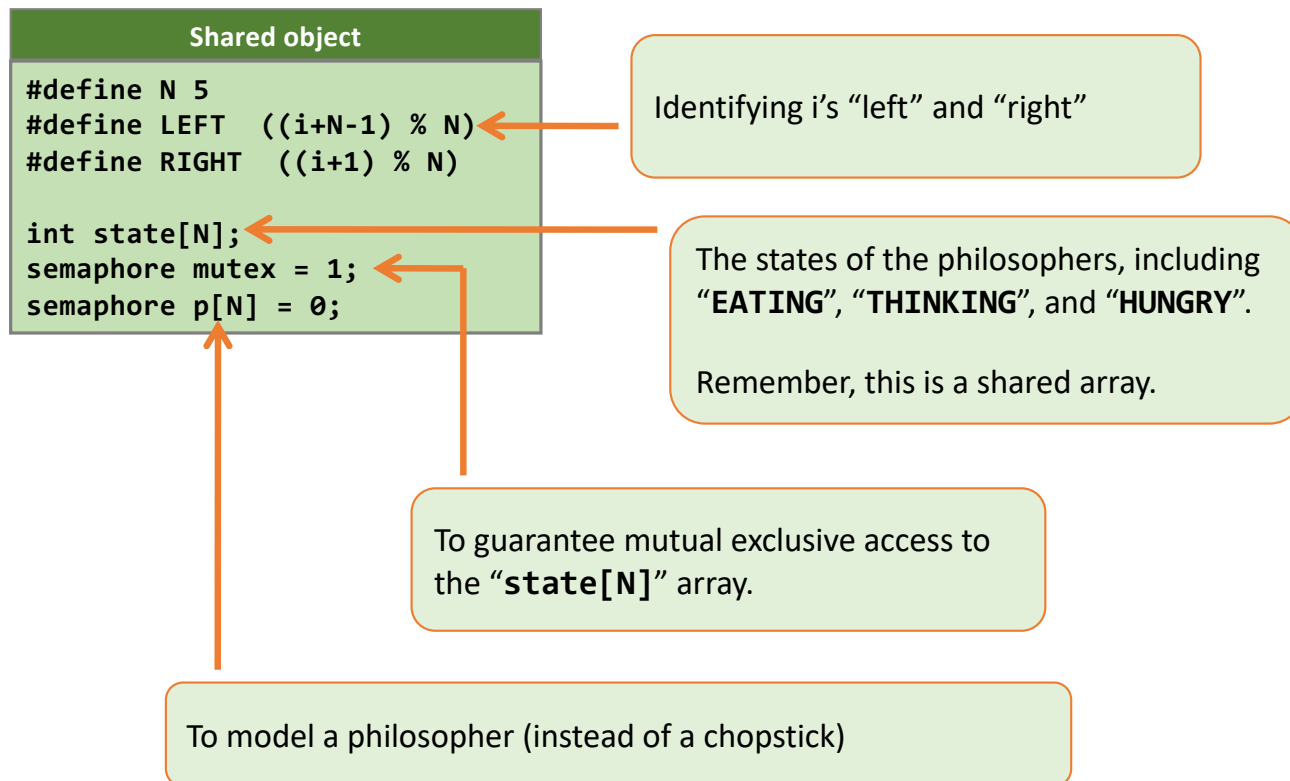 Shared object
#define N 5
#define LEFT  ((i+N-1) % N)
#define RIGHT  ((i+1) % N)
int state[N];
semaphore mutex = 1;
semaphore p[N] = 0;
Identifying i’s “left” and “right”
The states of the philosophers, including
“EATING”, “THINKING”, and “HUNGRY”.
Remember, this is a shared array.
To guarantee mutual exclusive access to
the “state[N]” array.
To model a philosopher (instead of a chopstick)